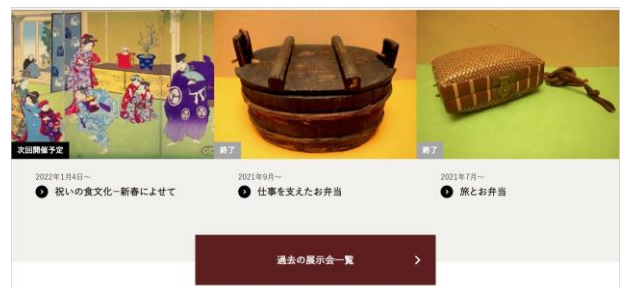 次回開催予定
終了
終了
2022年1月4日～
祝いの食文化−新春によせて
2021年9月～
仕事を支えたお弁当
2021年7月～
旅とお弁当
過去の展示会一覧